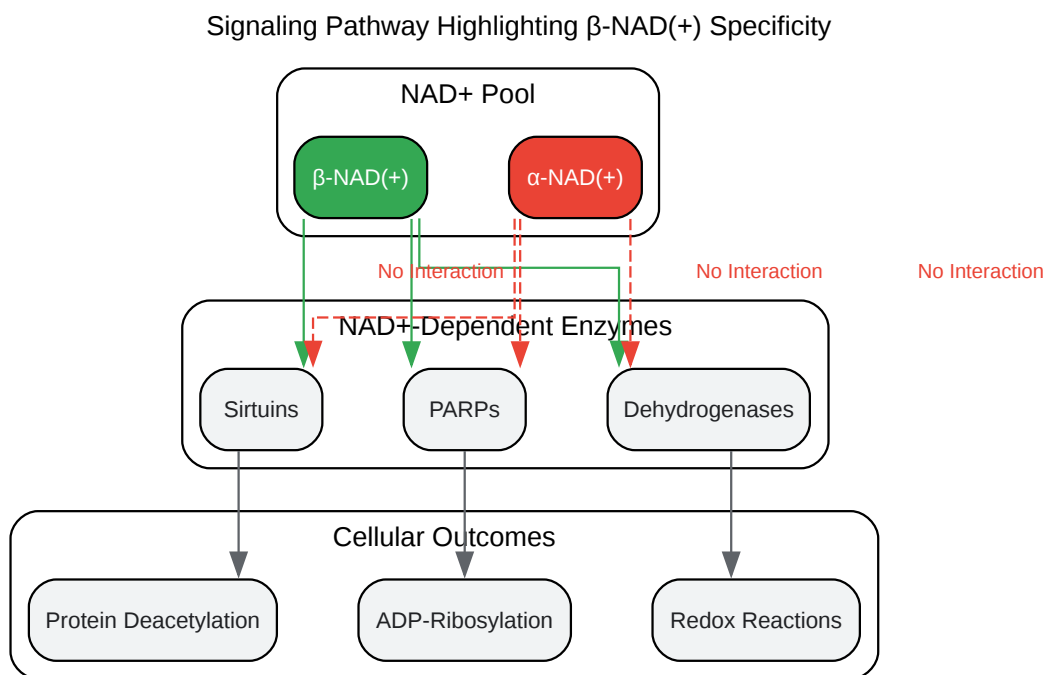 Signaling Pathway Highlighting β-NAD(+) Specificity
NAD+ Pool
β-NAD(+)
α-NAD(+)
No Interaction
No Interaction
No Interaction
NAD+-Dependent Enzymes
Sirtuins
PARPs
Dehydrogenases
Cellular Outcomes
Protein Deacetylation
ADP-Ribosylation
Redox Reactions